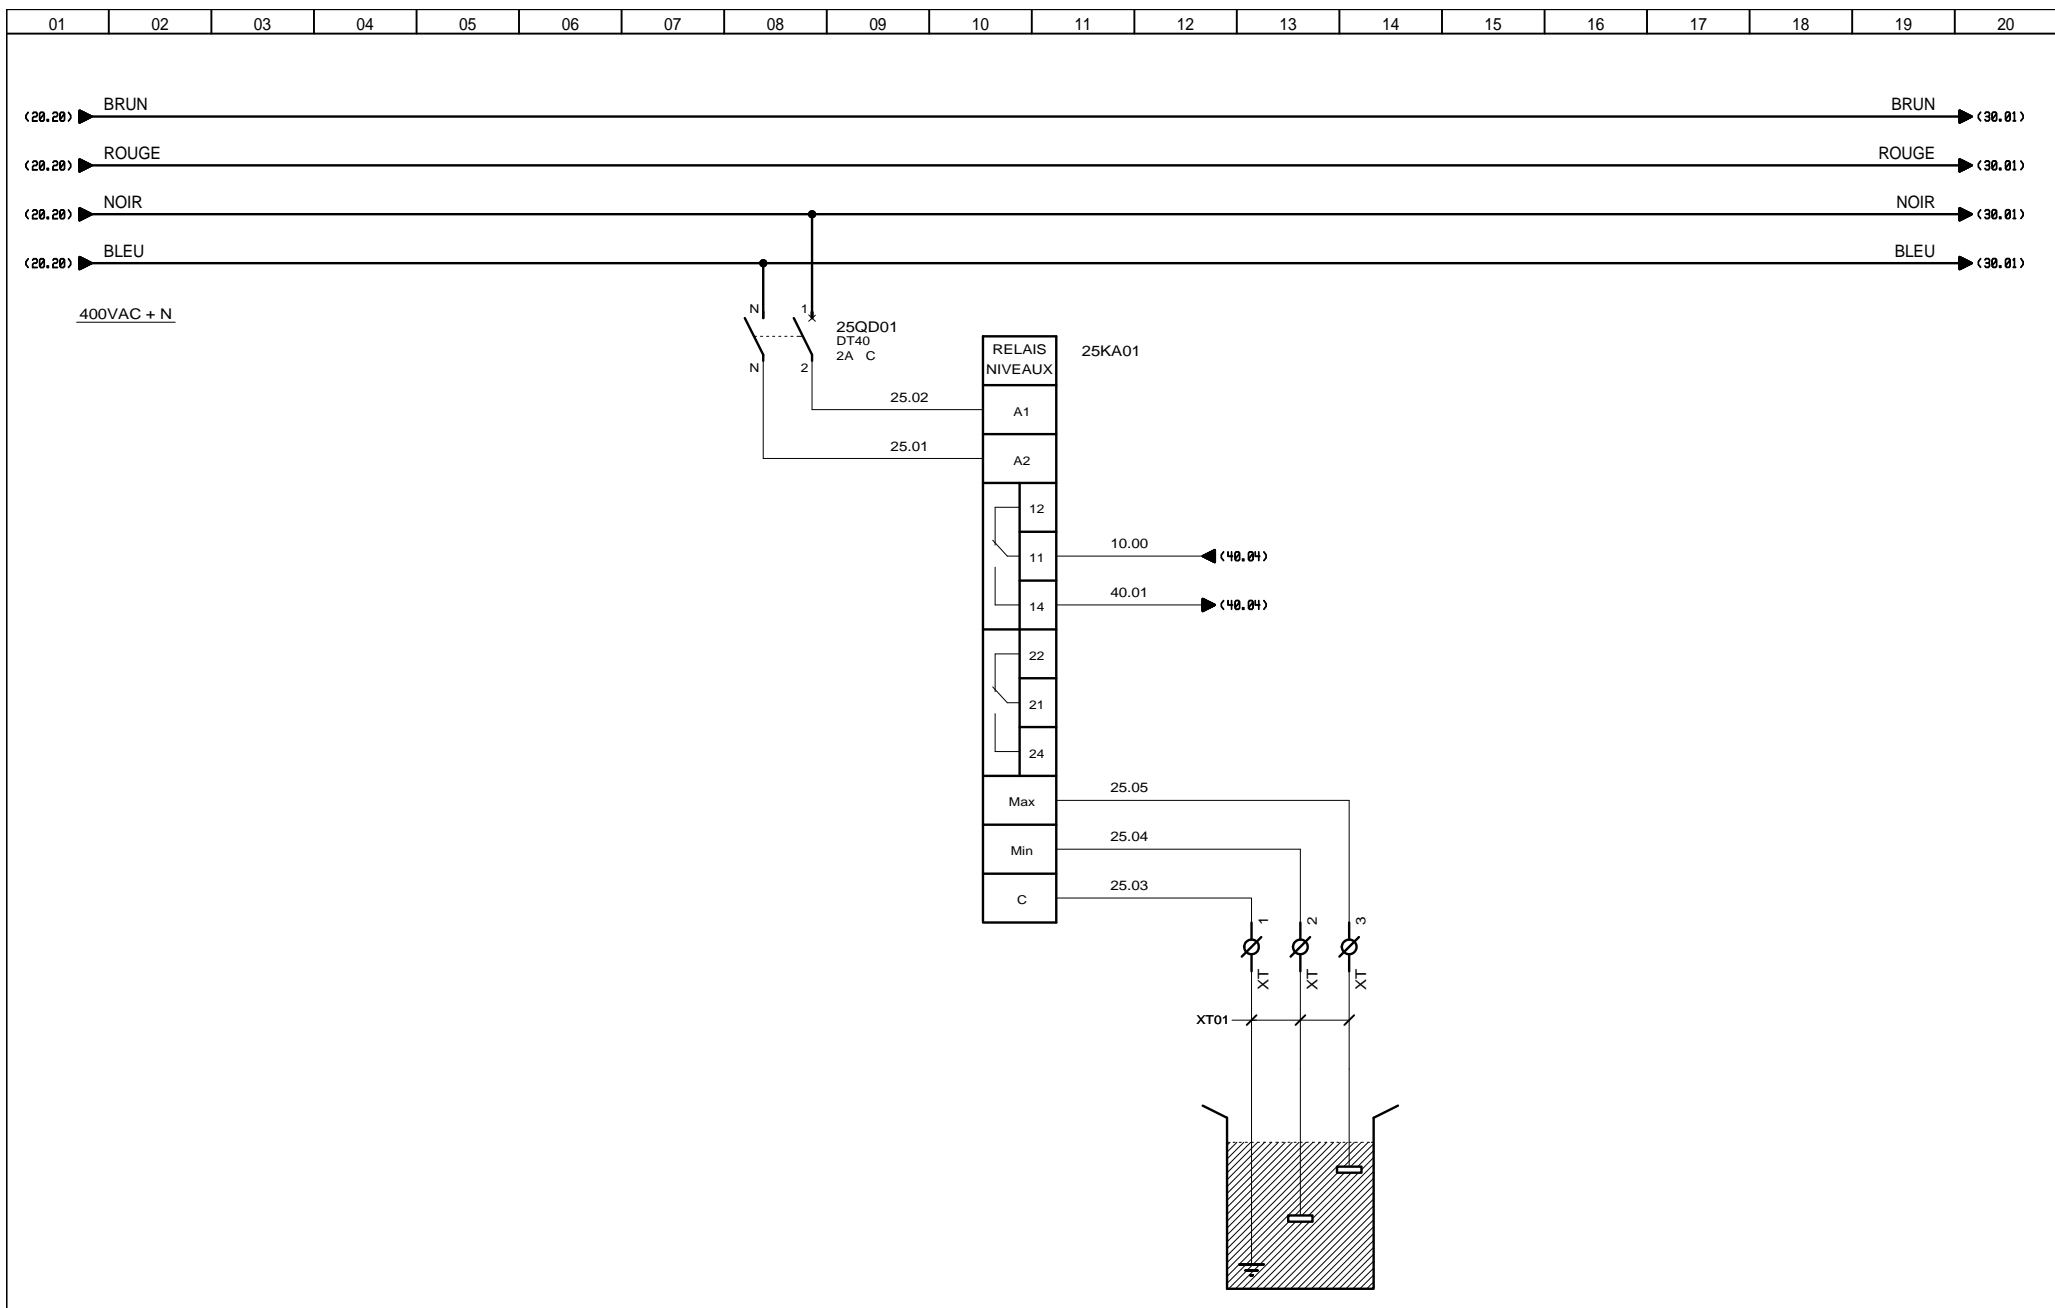 01 02 03 04 05 06 07 08 09 10 11 12 13 14 15 16 17 18 19 20
BRUN BRUN
(20.20) (30.01)
ROUGE ROUGE
(20.20) (30.01)
NOIR NOIR
(20.20) (30.01)
BLEU BLEU
(20.20) (30.01)
400VAC + N
N 1
25QD01
DT40
2A C
N 2
RELAIS
NIVEAUX
25KA01
25.02 A1
25.01 A2
12
11 10.00 (40.04)
14 40.01 (40.04)
22
21
24
Max 25.05
Min 25.04
C 25.03
1 2 3
XT XT XT
XT01